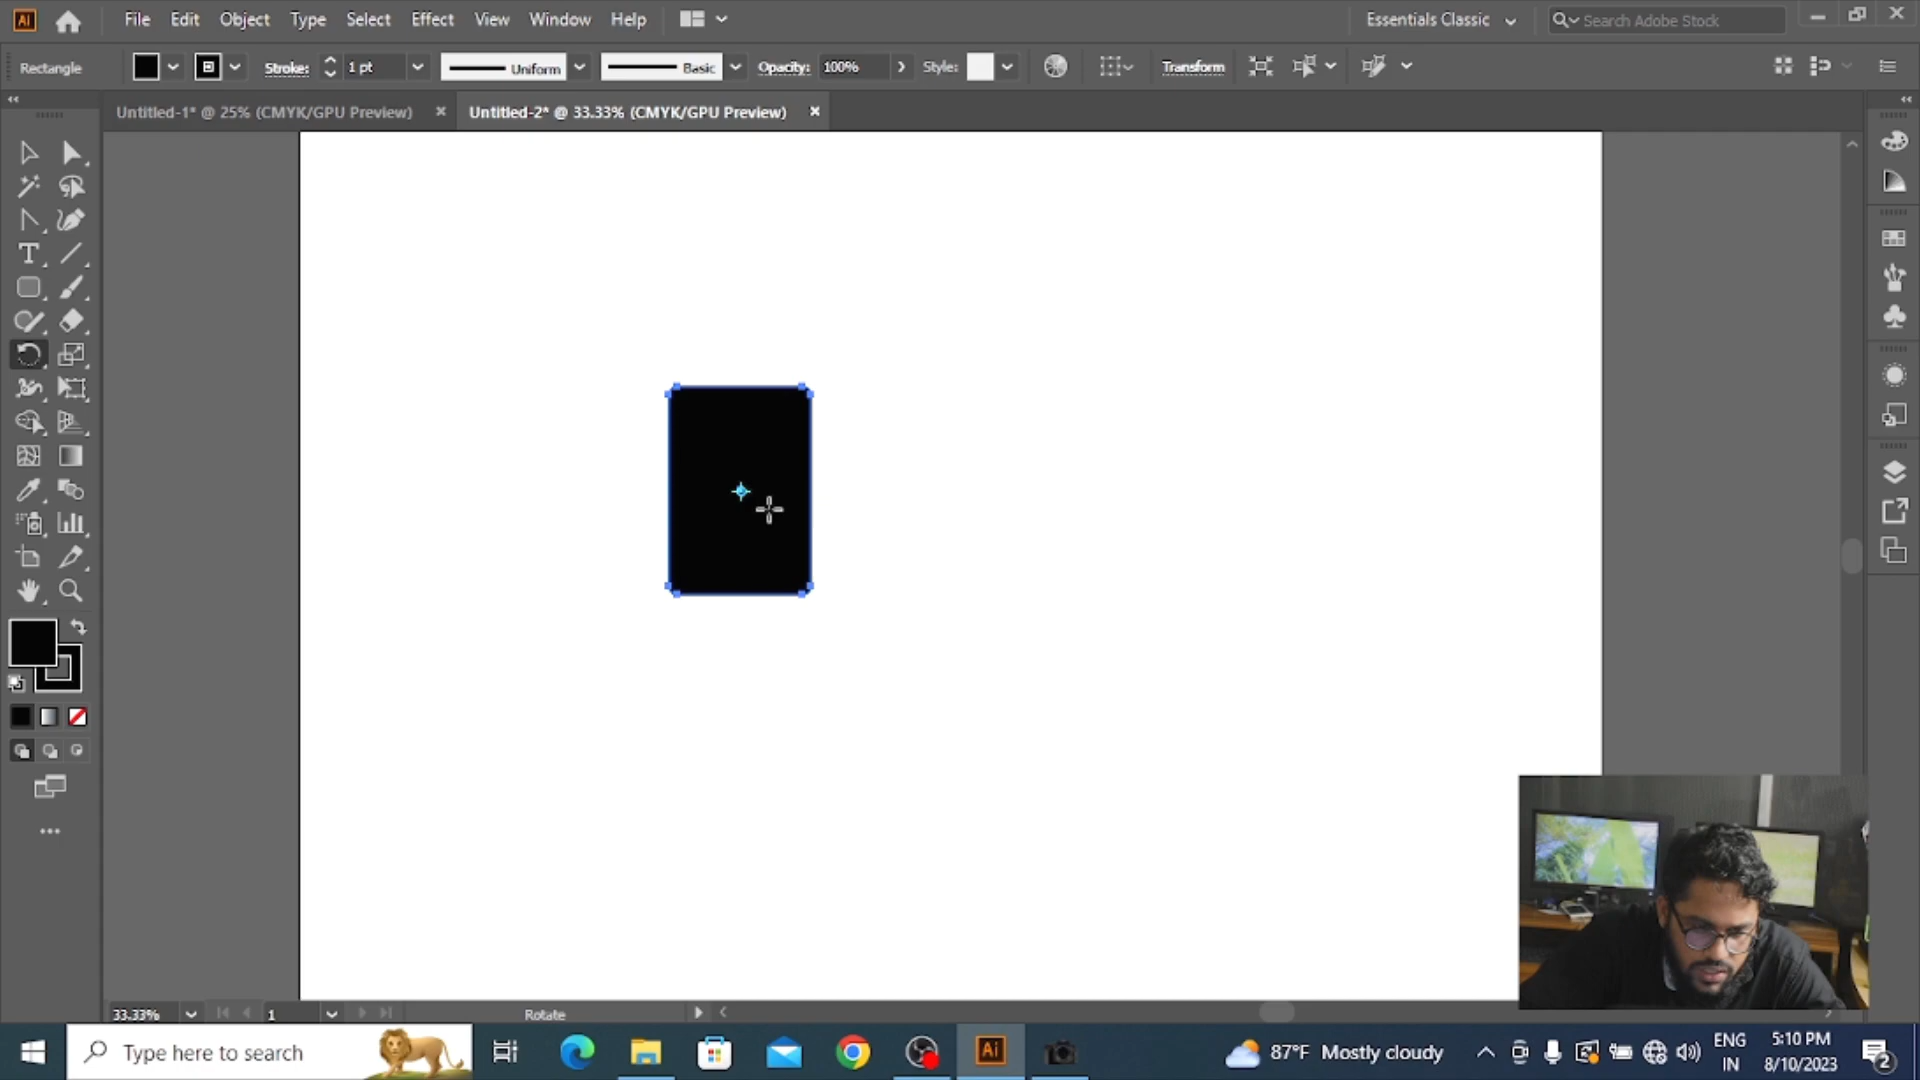 Ai File Edit Object Type Select Effect View Window Help Essentials Classic Search Adobe Stock
Rectangle Stroke: 1 pt Uniform Basic Opacity: 100% Style: Transform
Untitled-1* @ 25% (CMYK/GPU Preview) × Untitled-2* @ 33.33% (CMYK/GPU Preview) ×
T
33.33% 1 Rotate
Type here to search Ai 87°F Mostly cloudy ENG 5:10 PM
IN 8/10/2023 2